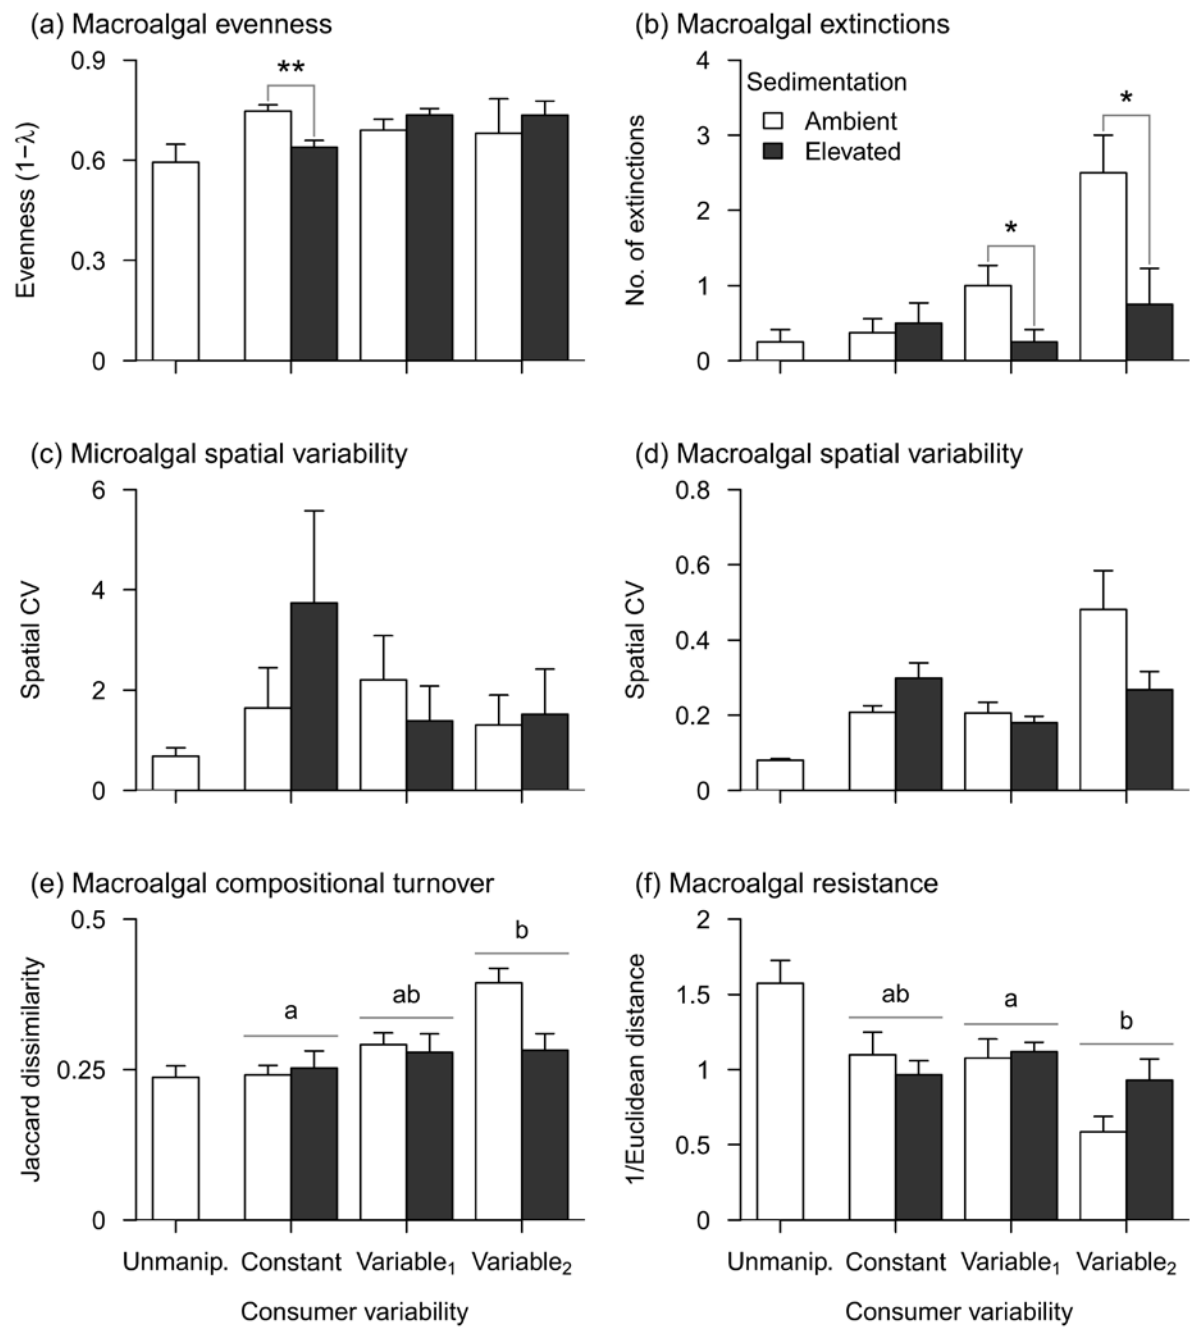 (a) Macroalgal evenness
0.9
0.6
0.3
0
Evenness (1−λ)
**
(b) Macroalgal extinctions
4
3
2
1
0
No. of extinctions
Sedimentation
Ambient
Elevated
*
*
(c) Microalgal spatial variability
6
4
2
0
Spatial CV
(d) Macroalgal spatial variability
0.8
0.6
0.4
0.2
0
Spatial CV
(e) Macroalgal compositional turnover
0.5
0.25
0
Jaccard dissimilarity
a
ab
b
Unmanip. Constant Variable₁ Variable₂
Consumer variability
(f) Macroalgal resistance
2
1.5
1
0.5
0
1/Euclidean distance
ab
a
b
Unmanip. Constant Variable₁ Variable₂
Consumer variability